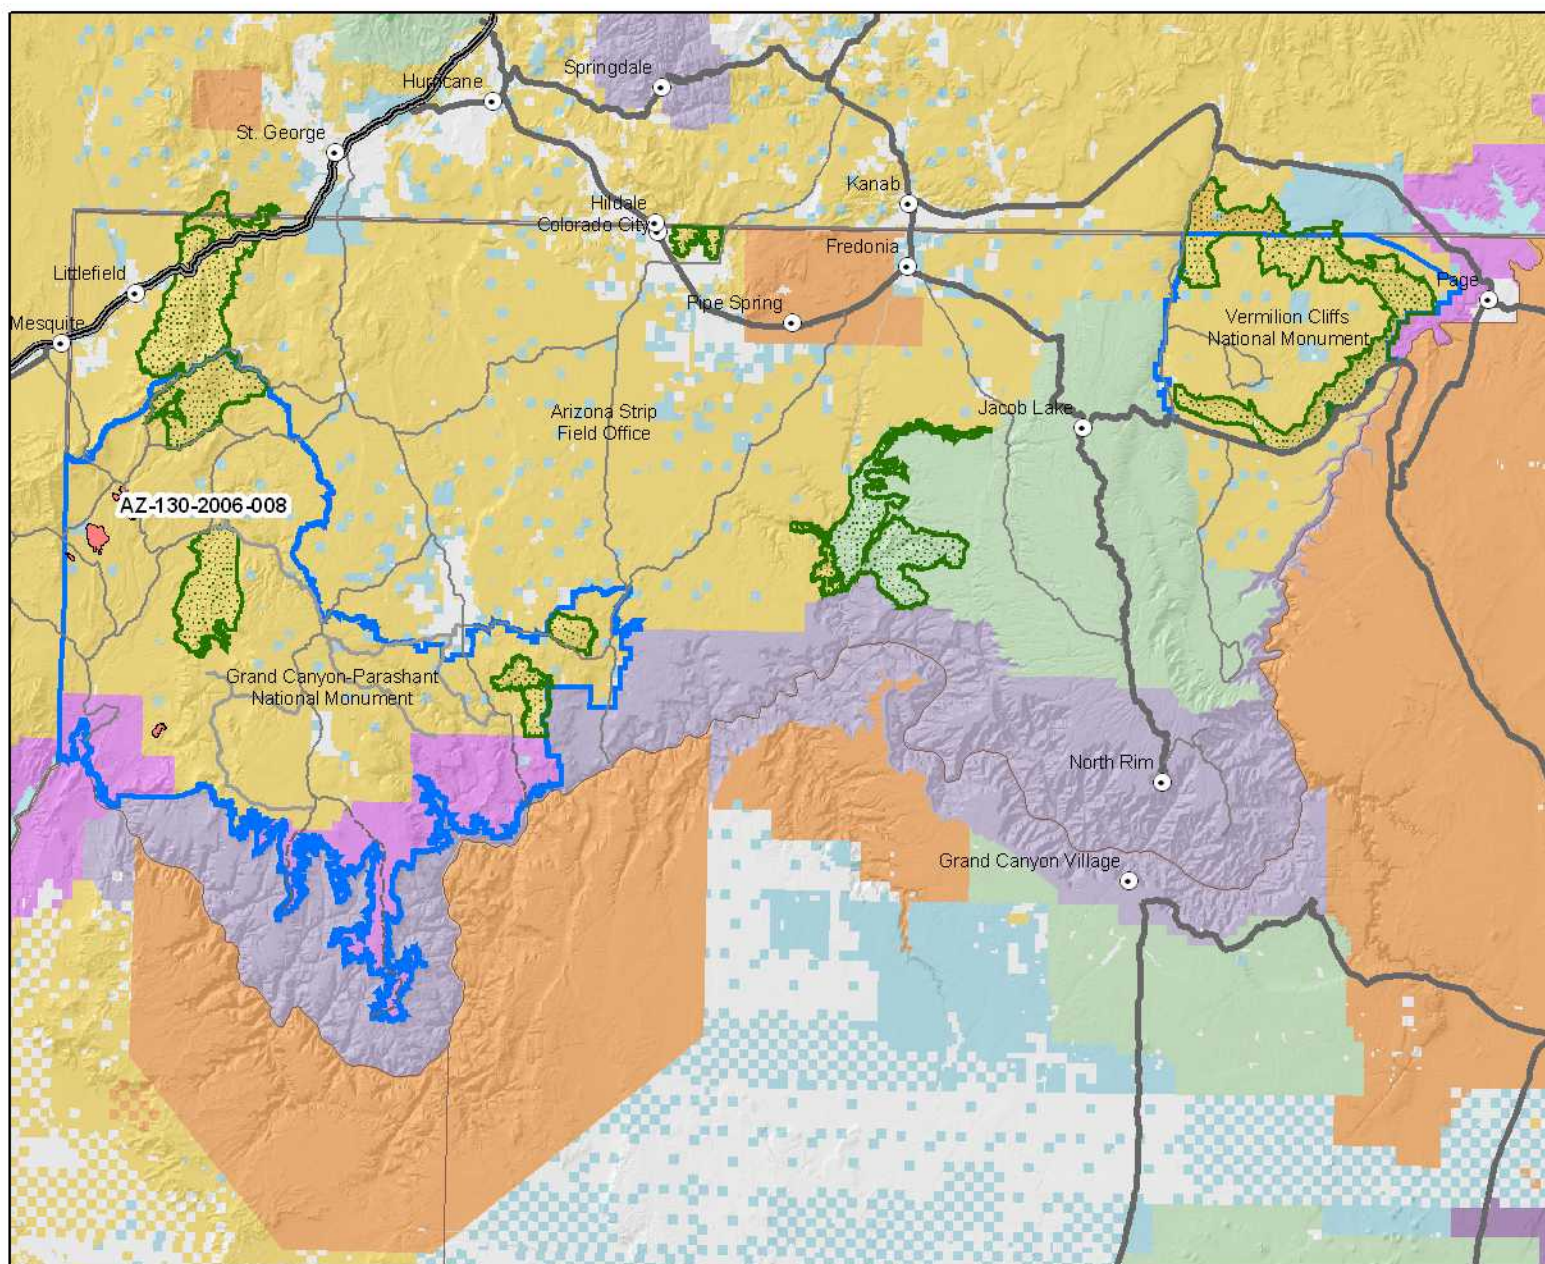 Springdale
Hurricane
St. George
Kanab
Hildale
Colorado City
Fredonia
Littlefield
Page
Pipe Spring
Mesquite
Vermilion Cliffs
National Monument
Arizona Strip
Field Office
Jacob Lake
AZ-130-2006-008
Grand Canyon-Parashant
National Monument
North Rim
Grand Canyon Village